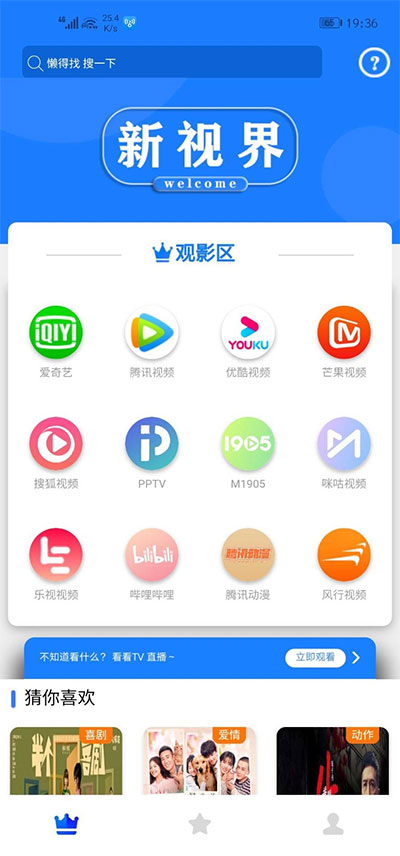 4G 25.4 K/s 65 19:36
懒得找 搜一下
?
新视界
welcome
观影区
iQIYI YOUKU
爱奇艺 腾讯视频 优酷视频 芒果视频
1905
搜狐视频 PPTV M1905 咪咕视频
bilibili 腾讯动漫
乐视视频 哔哩哔哩 腾讯动漫 风行视频
不知道看什么? 看看TV 直播~ 立即观看
猜你喜欢
喜剧 爱情 动作